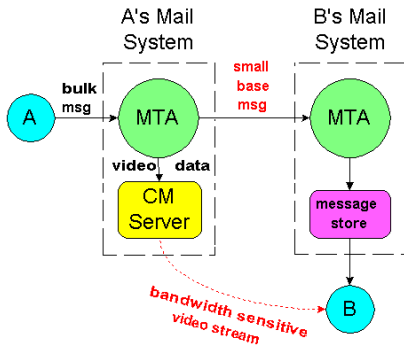 A's Mail
System
B's Mail
System
A
bulk
msg
MTA
small
base
msg
MTA
video data
CM
Server
message
store
bandwidth sensitive
video stream
B